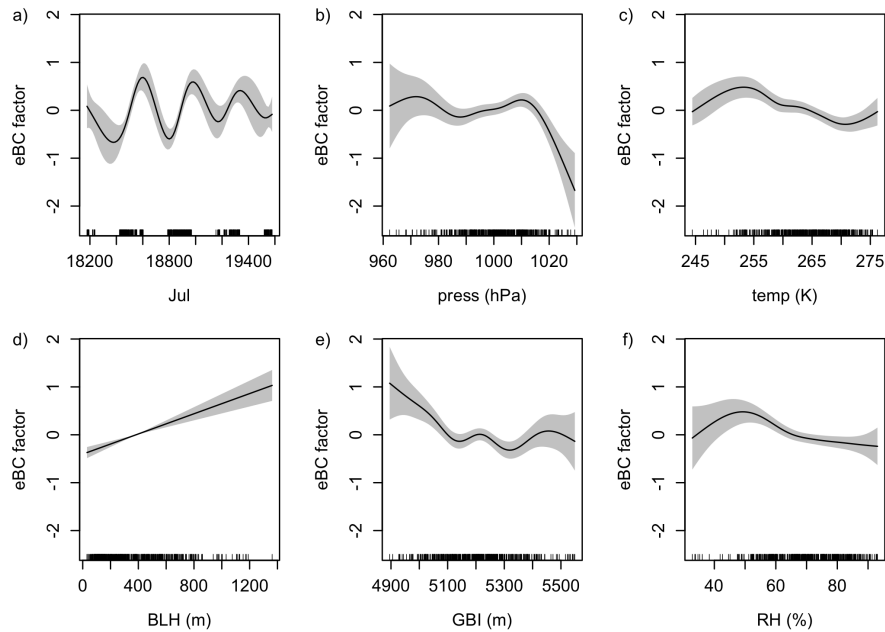 a)
eBC factor
2
1
0
-1
-2
18200 18800 19400
Jul
b)
eBC factor
2
1
0
-1
-2
960 980 1000 1020
press (hPa)
c)
eBC factor
2
1
0
-1
-2
245 255 265 275
temp (K)
d)
eBC factor
2
1
0
-1
-2
0 400 800 1200
BLH (m)
e)
eBC factor
2
1
0
-1
-2
4900 5100 5300 5500
GBI (m)
f)
eBC factor
2
1
0
-1
-2
40 60 80
RH (%)